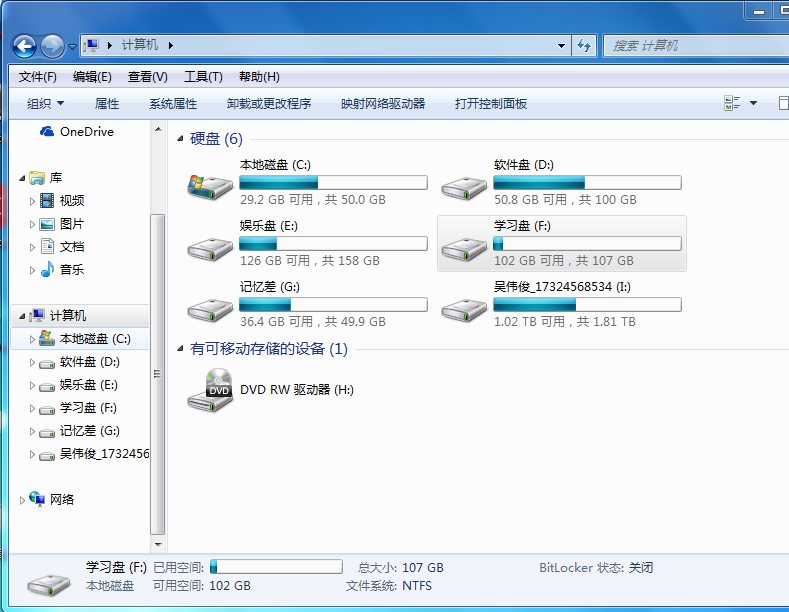 计算机
搜索 计算机
文件(F) 编辑(E) 查看(V) 工具(T) 帮助(H)
组织 属性 系统属性 卸载或更改程序 映射网络驱动器 打开控制面板
OneDrive
库
视频
图片
文档
音乐
计算机
本地磁盘 (C:)
软件盘 (D:)
娱乐盘 (E:)
学习盘 (F:)
记忆差 (G:)
吴伟俊_1732456
网络
硬盘 (6)
本地磁盘 (C:)
29.2 GB 可用，共 50.0 GB
软件盘 (D:)
50.8 GB 可用，共 100 GB
娱乐盘 (E:)
126 GB 可用，共 158 GB
学习盘 (F:)
102 GB 可用，共 107 GB
记忆差 (G:)
36.4 GB 可用，共 49.9 GB
吴伟俊_17324568534 (I:)
1.02 TB 可用，共 1.81 TB
有可移动存储的设备 (1)
DVD
DVD RW 驱动器 (H:)
学习盘 (F:) 已用空间: 总大小: 107 GB BitLocker 状态: 关闭
本地磁盘 可用空间: 102 GB 文件系统: NTFS